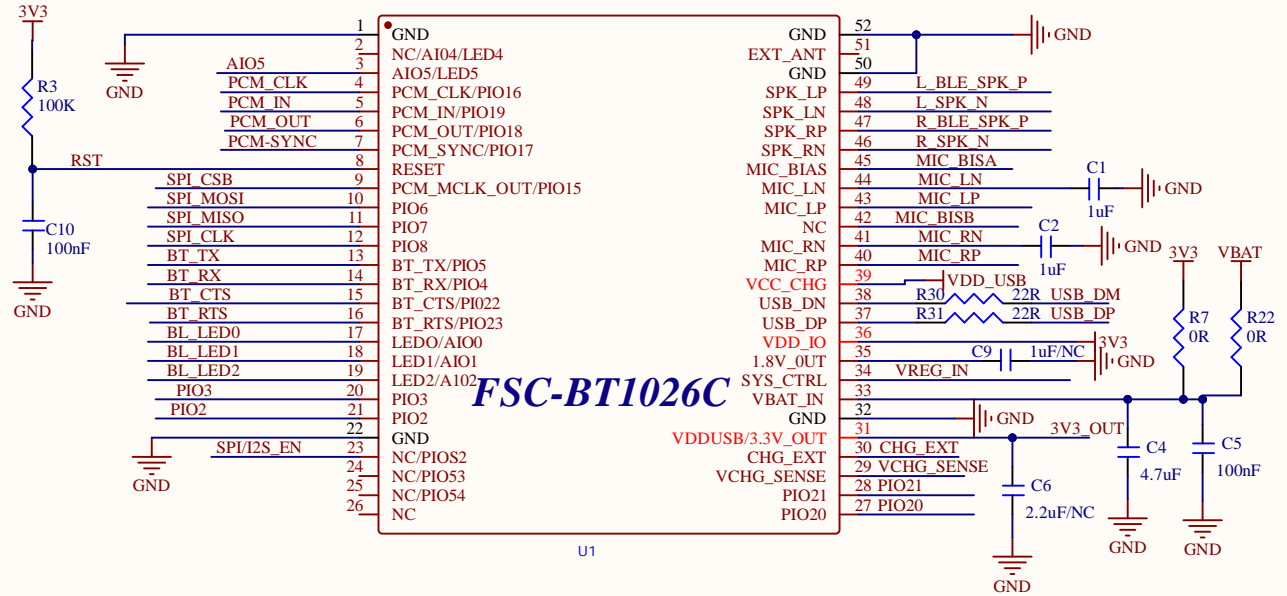 3V3
R3
100K
C10
100nF
GND
GND
RST
AIO5
PCM_CLK
PCM_IN
PCM_OUT
PCM-SYNC
SPI_CSB
SPI_MOSI
SPI_MISO
SPI_CLK
BT_TX
BT_RX
BT_CTS
BT_RTS
BL_LED0
BL_LED1
BL_LED2
PIO3
PIO2
GND
SPI/I2S_EN
1 GND
2 NC/AI04/LED4
3 AIO5/LED5
4 PCM_CLK/PIO16
5 PCM_IN/PIO19
6 PCM_OUT/PIO18
7 PCM_SYNC/PIO17
8 RESET
9 PCM_MCLK_OUT/PIO15
10 PIO6
11 PIO7
12 PIO8
13 BT_TX/PIO5
14 BT_RX/PIO4
15 BT_CTS/PI022
16 BT_RTS/PIO23
17 LEDO/AIO0
18 LED1/AIO1
19 LED2/A102
20 PIO3
21 PIO2
22 GND
23 NC/PIOS2
24 NC/PIO53
25 NC/PIO54
26 NC
FSC-BT1026C
U1
GND 52
EXT_ANT 51
GND 50
SPK_LP 49 L_BLE_SPK_P
SPK_LN 48 L_SPK_N
SPK_RP 47 R_BLE_SPK_P
SPK_RN 46 R_SPK_N
MIC_BIAS 45 MIC_BISA
MIC_LN 44 MIC_LN
MIC_LP 43 MIC_LP
NC 42 MIC_BISB
MIC_RN 41 MIC_RN
MIC_RP 40 MIC_RP
VCC_CHG 39 VDD_USB
USB_DN 38 R30 22R USB_DM
USB_DP 37 R31 22R USB_DP
VDD_IO 36 3V3
1.8V_0UT 35 C9 1uF/NC GND
SYS_CTRL 34 VREG_IN
VBAT_IN 33
GND 32 GND
VDDUSB/3.3V_OUT 31 3V3_OUT
CHG_EXT 30 CHG_EXT
VCHG_SENSE 29 VCHG_SENSE
PIO21 28 PIO21
PIO20 27 PIO20
GND
C1
1uF
GND
C2
1uF
GND
3V3
R7
0R
VBAT
R22
0R
C4
4.7uF
GND
C5
100nF
GND
C6
2.2uF/NC
GND